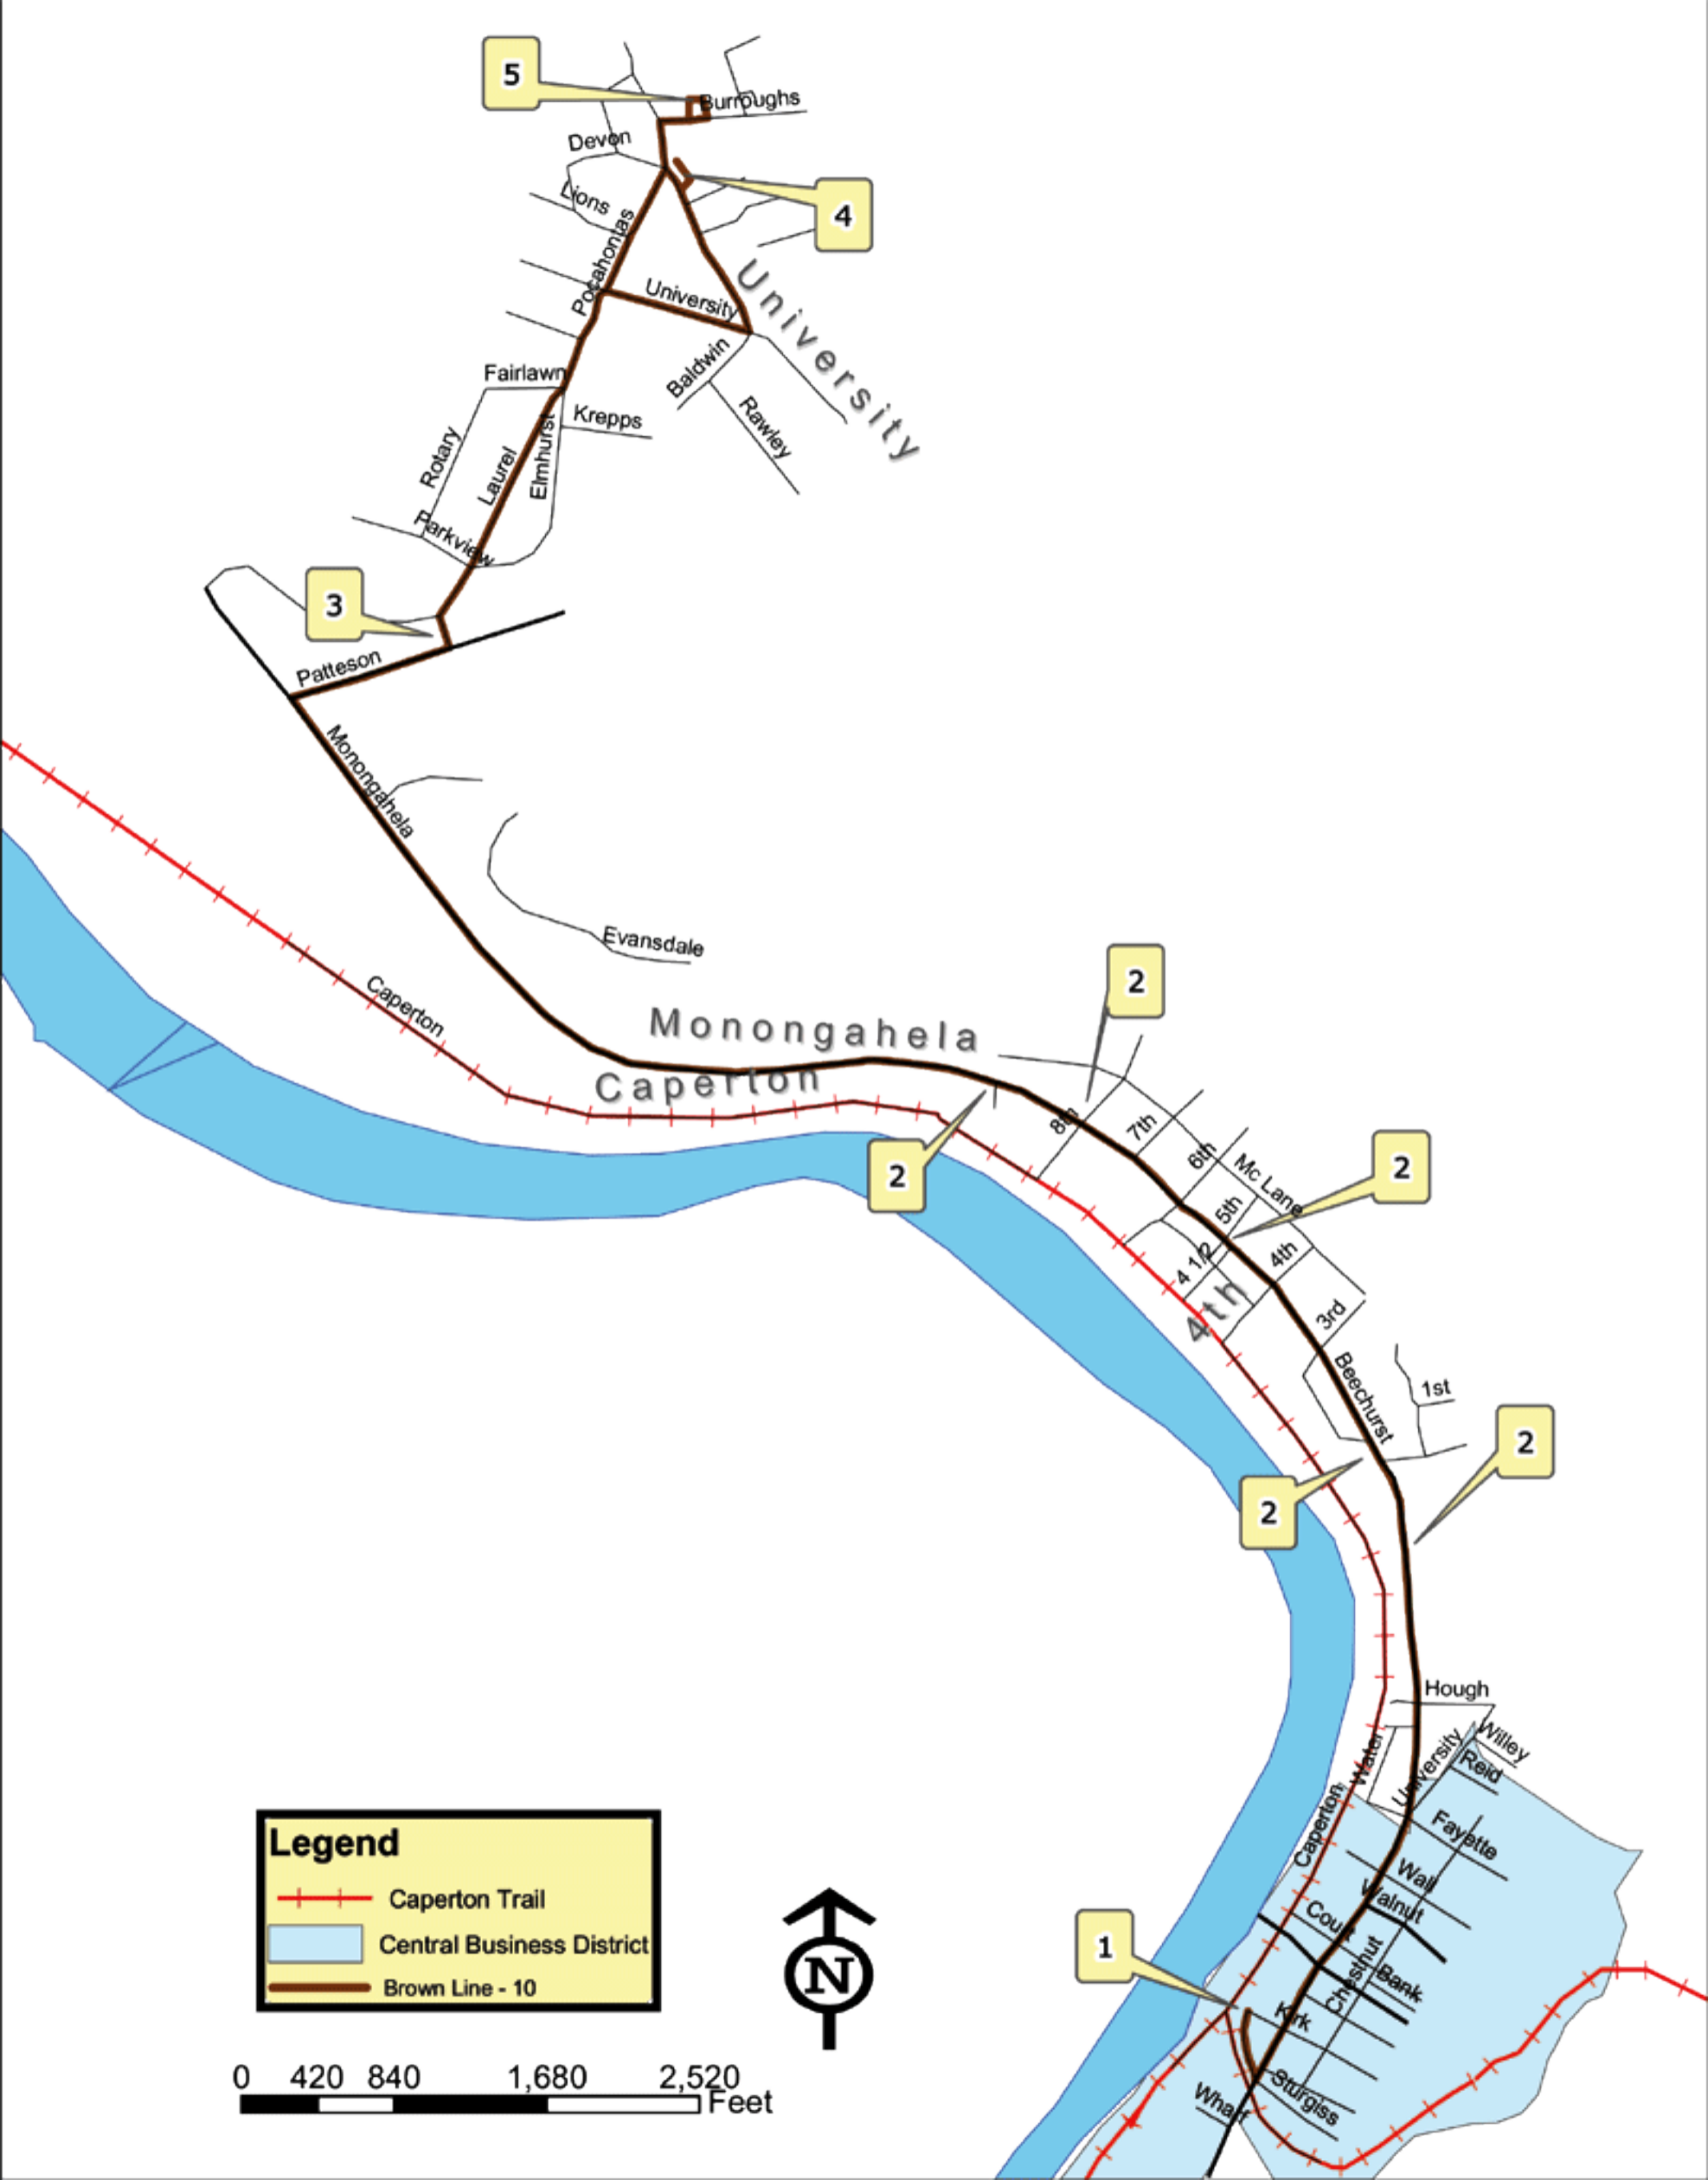 5
Burroughs
Devon
4
Lions
Pocahontas
University
University
Baldwin
Fairlawn
Krepps
Rawley
Rotary
Laurel
Elmhurst
Parkview
3
Patteson
Monongahela
Evansdale
Caperton
Monongahela
2
Caperton
8th
7th
2
6th
Mc Lane
2
5th
4 1/2
4th
4th
3rd
Beechurst
1st
2
2
Hough
Water
University
Willey
Reid
Caperton
Fayette
Wall
Walnut
Court
Chestnut
Bank
1
Kirk
Sturgiss
Wharf
Legend
Caperton Trail
Central Business District
Brown Line - 10
N
0 420 840 1,680 2,520
Feet